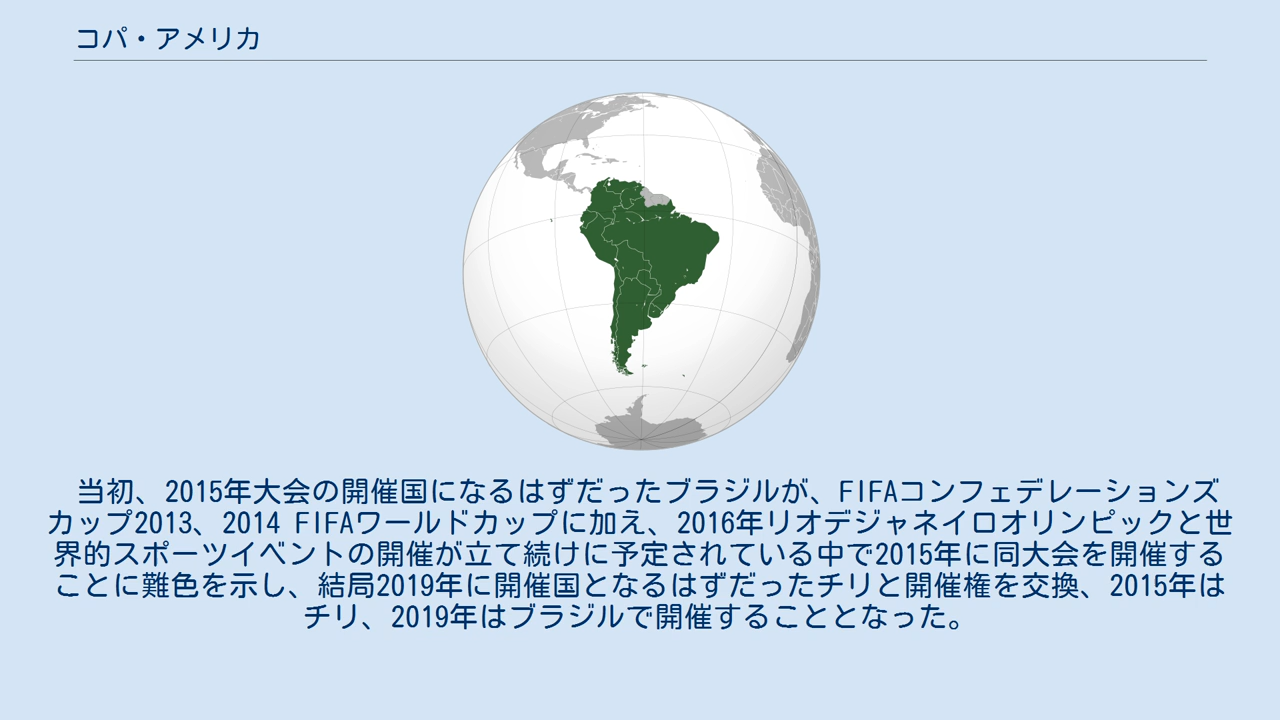 コパ・アメリカ
当初、2015年大会の開催国になるはずだったブラジルが、FIFAコンフェデレーションズ
カップ2013、2014 FIFAワールドカップに加え、2016年リオデジャネイロオリンピックと世
界的スポーツイベントの開催が立て続けに予定されている中で2015年に同大会を開催する
ことに難色を示し、結局2019年に開催国となるはずだったチリと開催権を交換、2015年は
チリ、2019年はブラジルで開催することとなった。